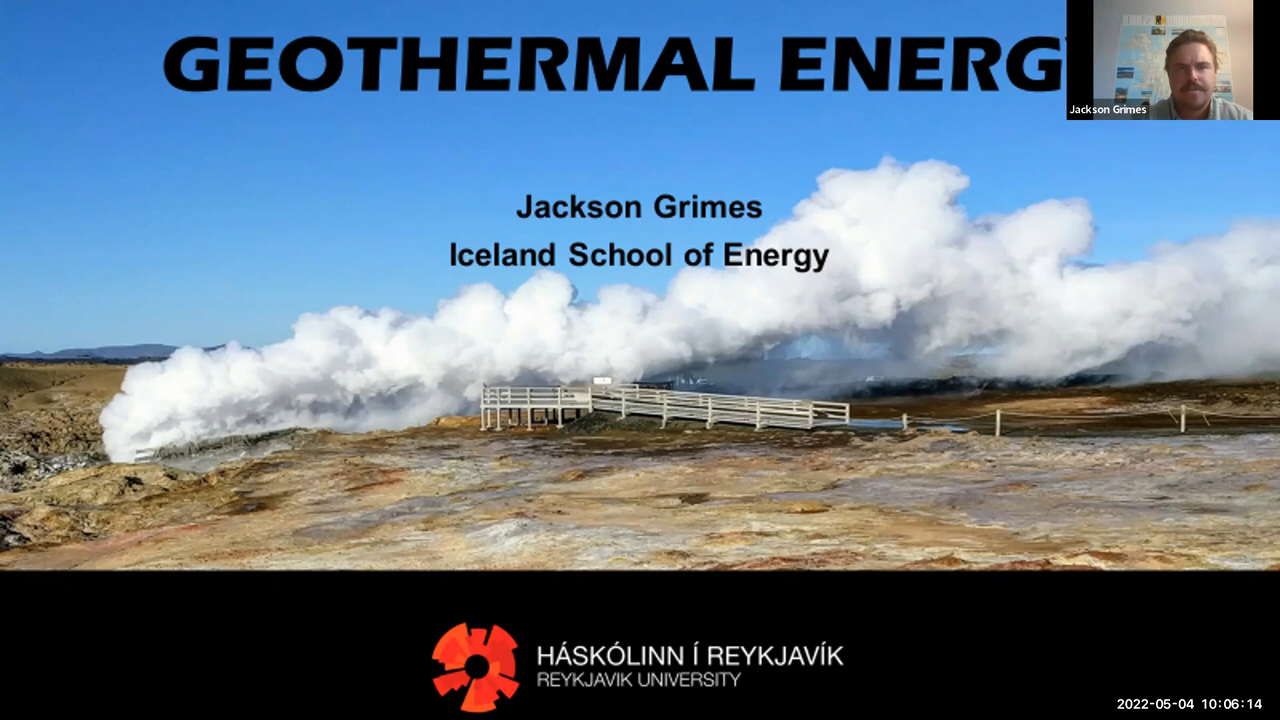 GEOTHERMAL ENERGY
Jackson Grimes
Jackson Grimes
Iceland School of Energy
HÁSKÓLINN Í REYKJAVÍK
REYKJAVIK UNIVERSITY
2022-05-04 10:06:14